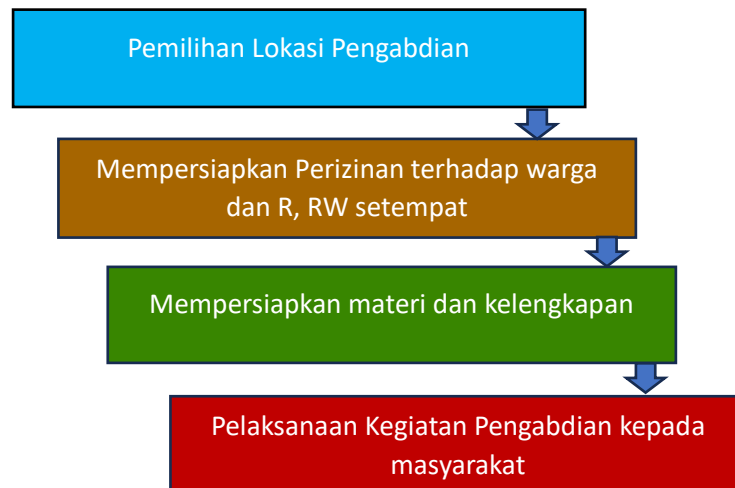 Pemilihan Lokasi Pengabdian
Mempersiapkan Perizinan terhadap warga
dan R, RW setempat
Mempersiapkan materi dan kelengkapan
Pelaksanaan Kegiatan Pengabdian kepada
masyarakat